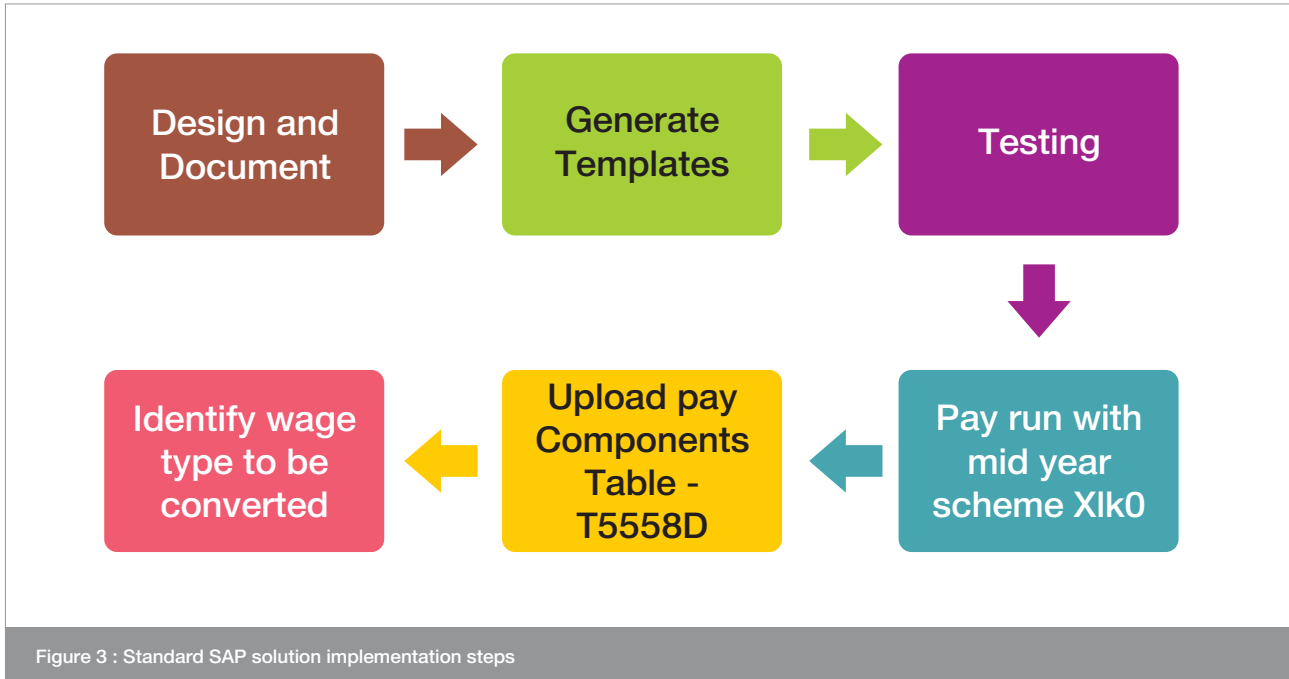 Design and
Document
Generate
Templates
Testing
Pay run with
mid year
scheme Xlk0
Upload pay
Components
Table -
T5558D
Identify wage
type to be
converted
Figure 3 : Standard SAP solution implementation steps